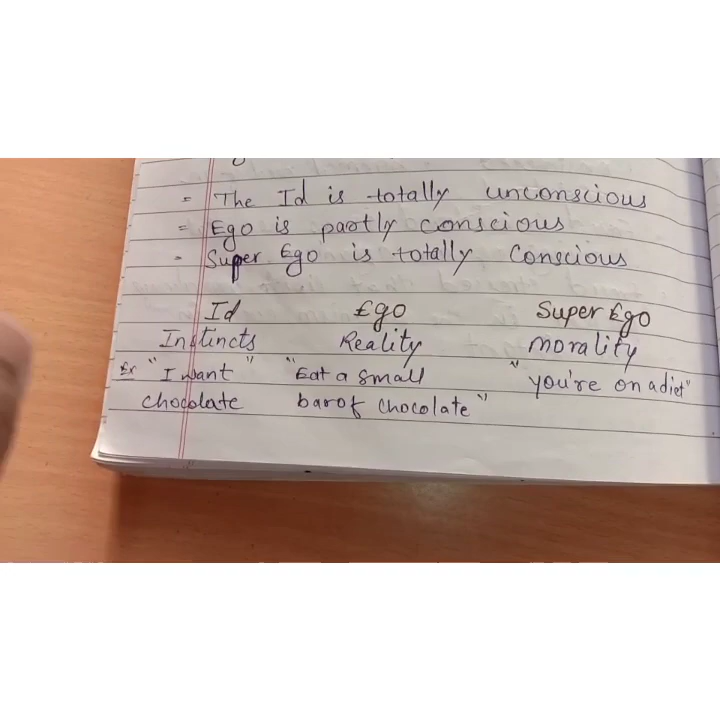 = The Id is totally unconscious
= Ego is partly conscious
- Super Ego is totally Conscious
Id Ego Super Ego
Instincts Reality morality
Ex "I want" "Eat a small "you're on a diet"
chocolate bar of chocolate"